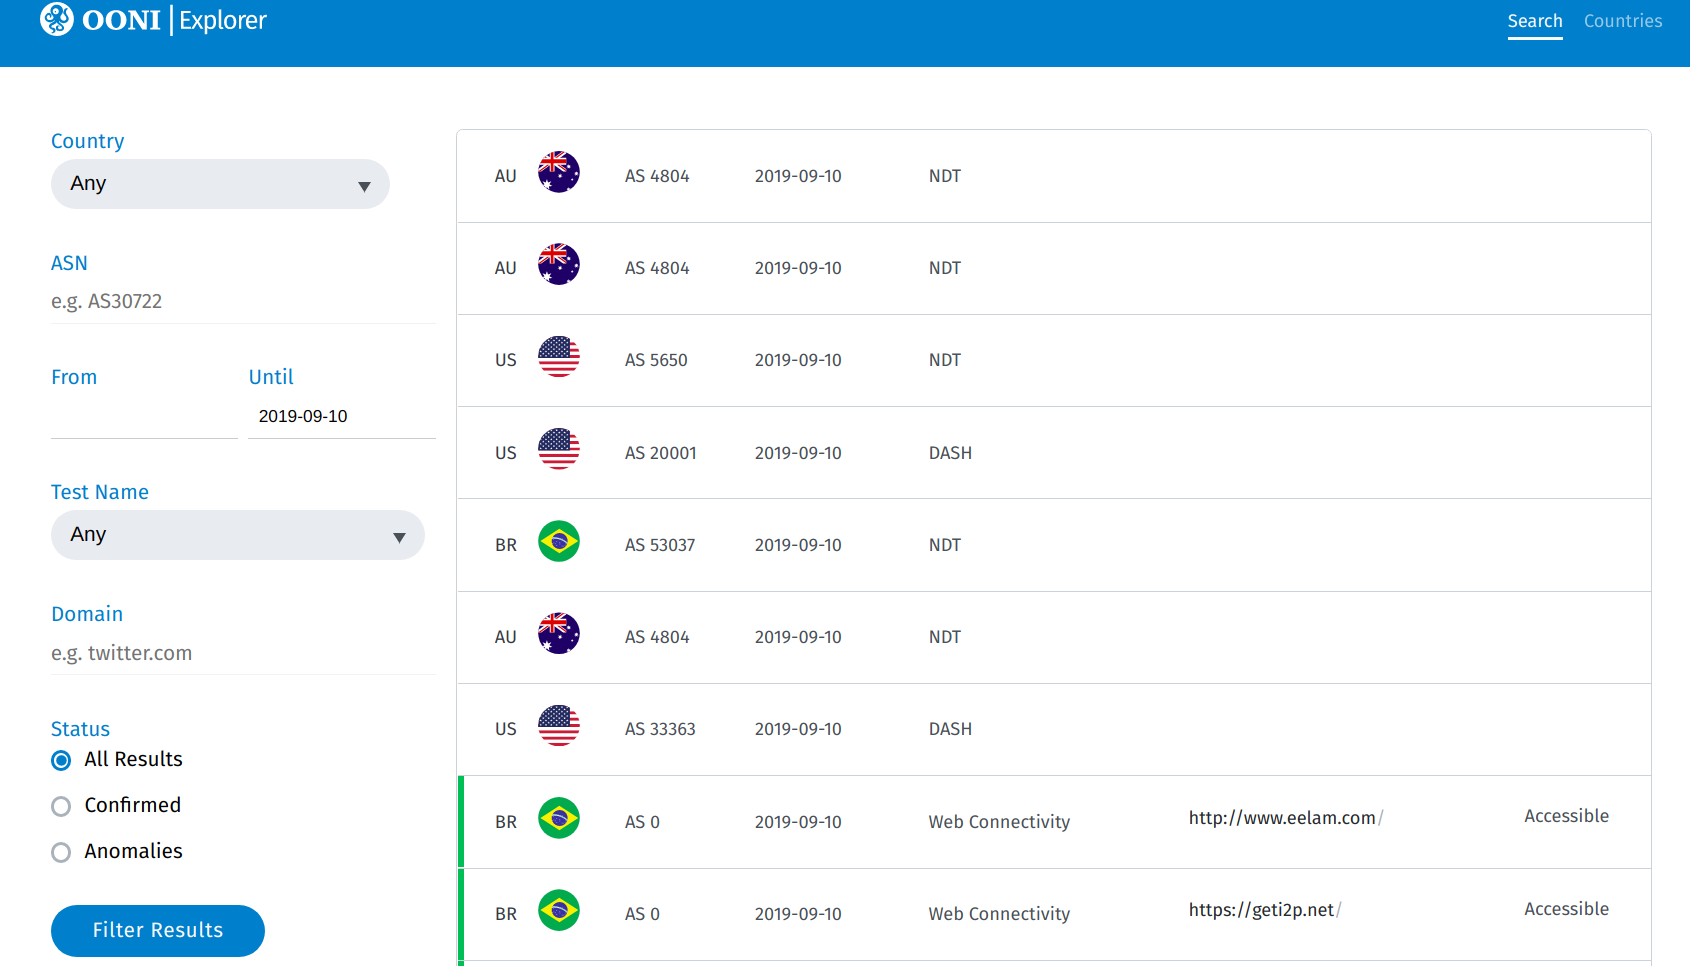 OONI Explorer
Search Countries
Country
Any
ASN
e.g. AS30722
From Until
2019-09-10
Test Name
Any
Domain
e.g. twitter.com
Status
All Results
Confirmed
Anomalies
Filter Results
AU AS 4804 2019-09-10 NDT
AU AS 4804 2019-09-10 NDT
US AS 5650 2019-09-10 NDT
US AS 20001 2019-09-10 DASH
BR AS 53037 2019-09-10 NDT
AU AS 4804 2019-09-10 NDT
US AS 33363 2019-09-10 DASH
BR AS 0 2019-09-10 Web Connectivity http://www.eelam.com/ Accessible
BR AS 0 2019-09-10 Web Connectivity https://geti2p.net/ Accessible